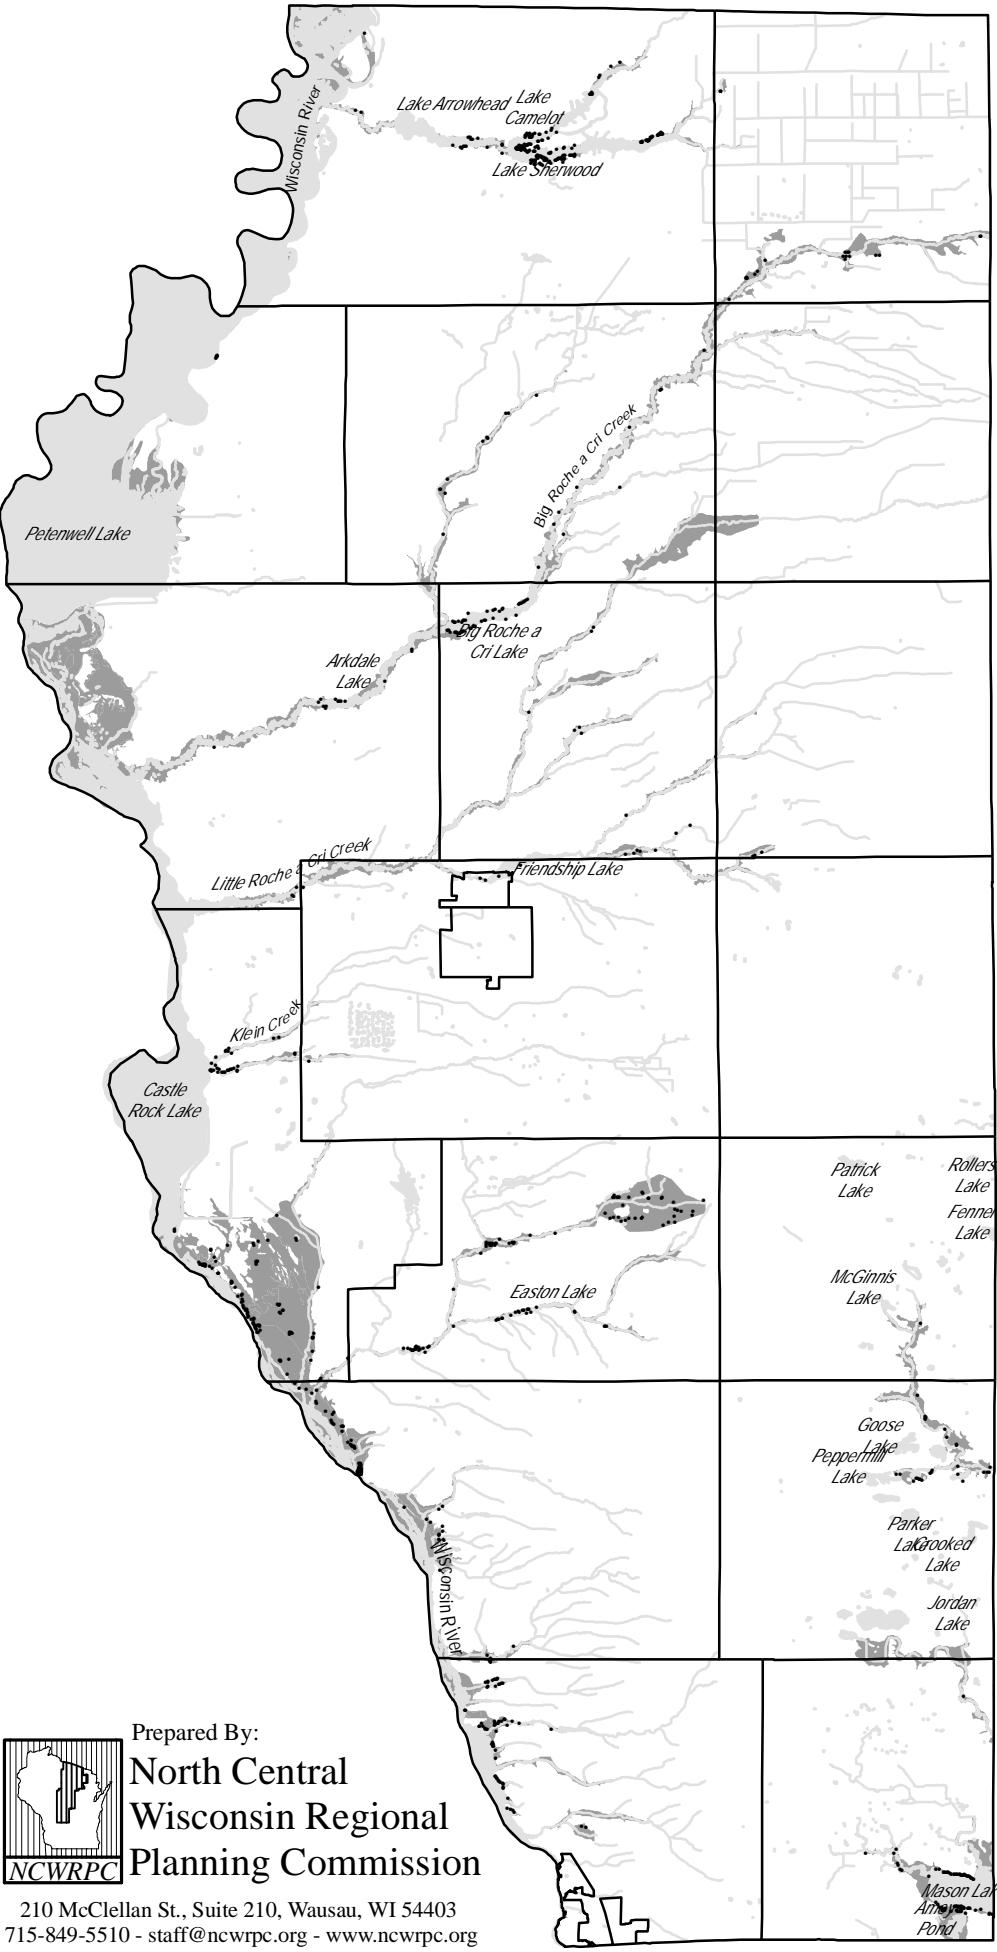 Lake Arrowhead
Lake
Camelot
Wisconsin River
Lake Sherwood
Big Roche a Cri Creek
Petenwell Lake
Big Roche a
Cri Lake
Arkdale
Lake
Little Roche a Cri Creek
Friendship Lake
Klein Creek
Castle
Rock Lake
Patrick
Lake
Rollers
Lake
Fenner
Lake
McGinnis
Lake
Easton Lake
Goose
Lake
Peppermill
Lake
Parker
Lake
Crooked
Lake
Wisconsin River
Jordan
Lake
Mason Lak
Amey
Pond
Prepared By:
North Central
Wisconsin Regional
Planning Commission
NCWRPC
210 McClellan St., Suite 210, Wausau, WI 54403
715-849-5510 - staff@ncwrpc.org - www.ncwrpc.org